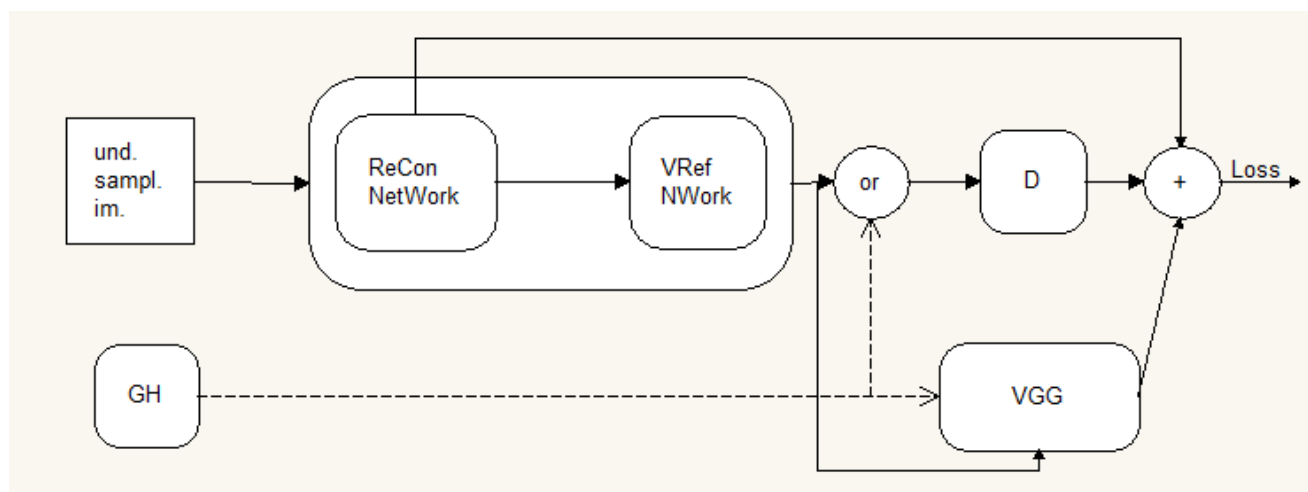 und.
sampl.
im.
ReCon
NetWork
VRef
NWork
or
D
+
Loss
GH
VGG